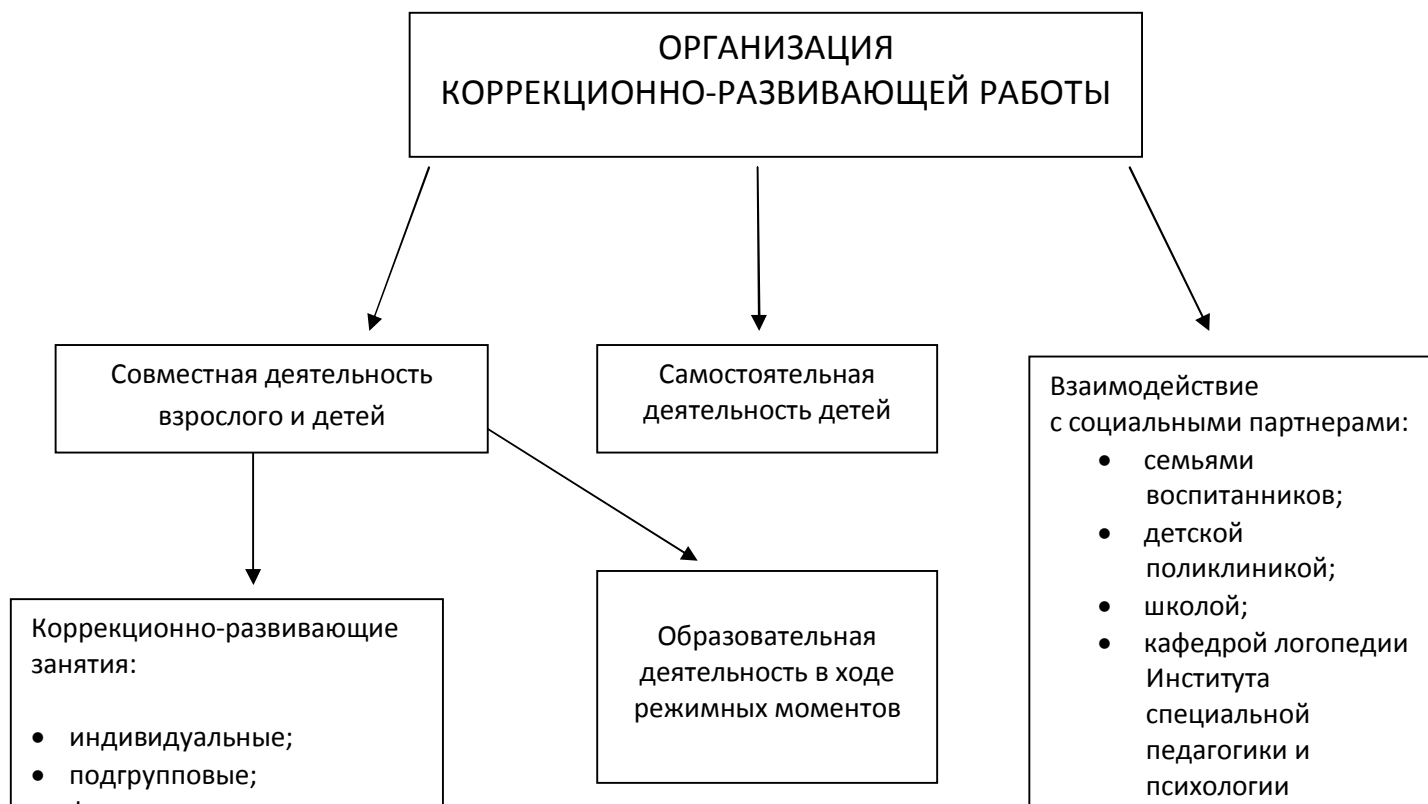 ОРГАНИЗАЦИЯ
КОРРЕКЦИОННО-РАЗВИВАЮЩЕЙ РАБОТЫ
Совместная деятельность
взрослого и детей
Самостоятельная
деятельность детей
Взаимодействие
с социальными партнерами:
• семьями
воспитанников;
• детской
поликлиникой;
• школой;
• кафедрой логопедии
Института
специальной
педагогики и
психологии
Коррекционно-развивающие
занятия:
• индивидуальные;
• подгрупповые;
Образовательная
деятельность в ходе
режимных моментов